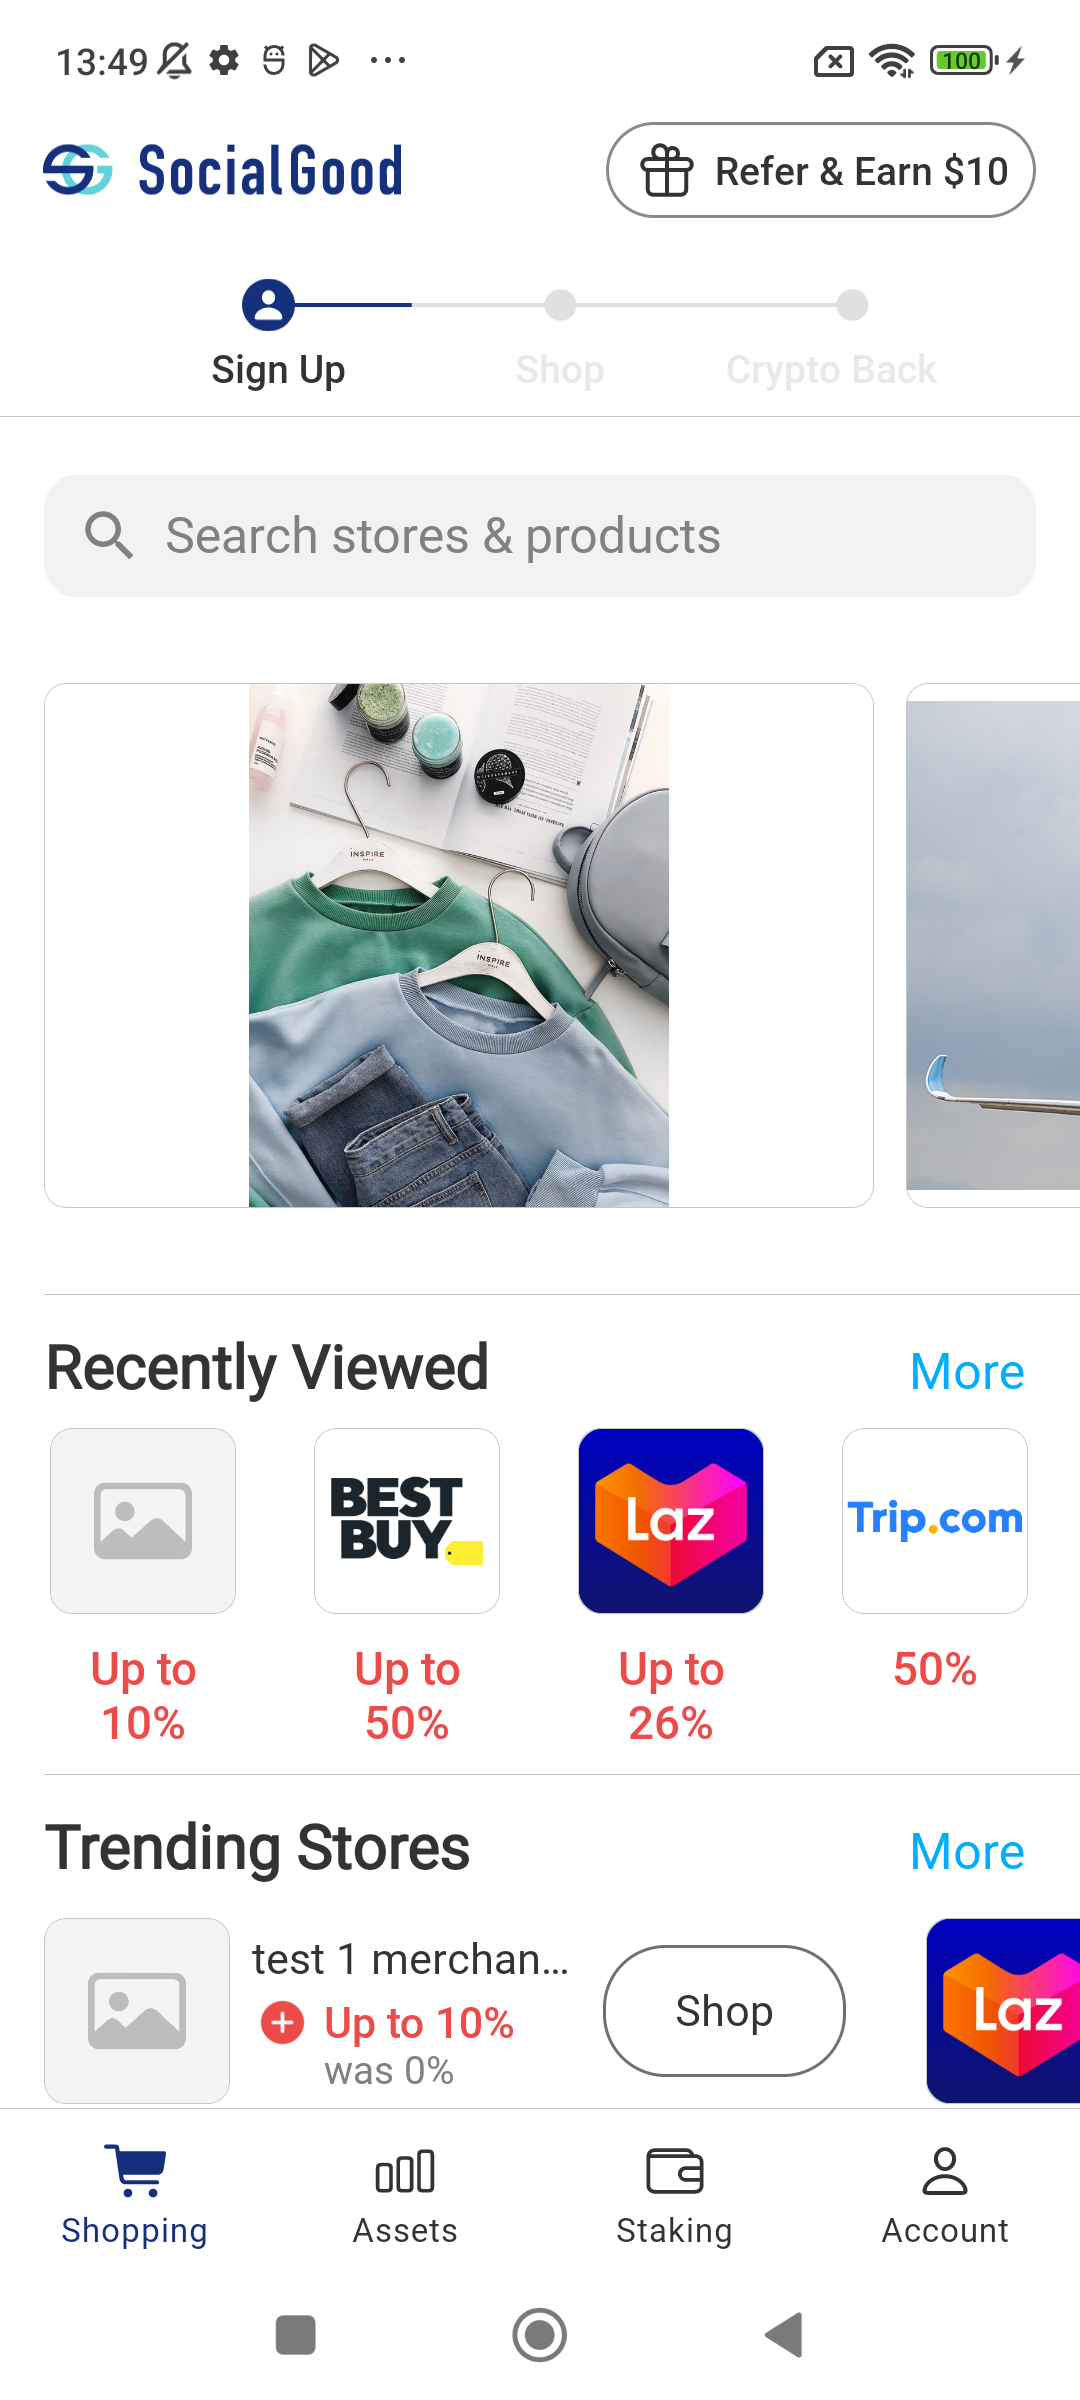 13:49
100
SocialGood
Refer & Earn $10
Sign Up
Shop
Crypto Back
Search stores & products
INSPIRE
INSPIRE
Recently Viewed
More
BEST
BUY
Laz
Trip.com
Up to
10%
Up to
50%
Up to
26%
50%
Trending Stores
More
test 1 merchan...
Up to 10%
was 0%
Shop
Laz
Shopping
Assets
Staking
Account